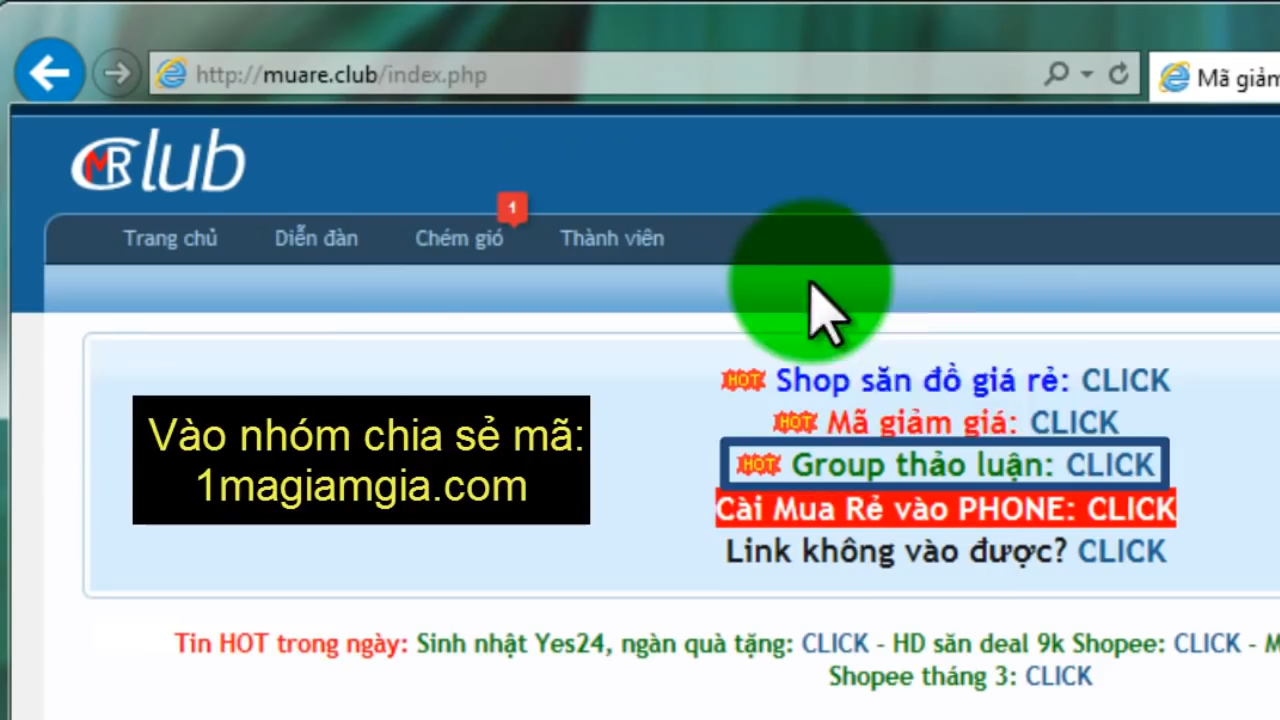 http://muare.club/index.php
Mã giảm
MRClub
1
Trang chủ Diễn đàn Chém gió Thành viên
HOT Shop săn đồ giá rẻ: CLICK
HOT Mã giảm giá: CLICK
HOT Group thảo luận: CLICK
Cài Mua Rẻ vào PHONE: CLICK
Link không vào được? CLICK
Vào nhóm chia sẻ mã:
1magiamgia.com
Tin HOT trong ngày: Sinh nhật Yes24, ngàn quà tặng: CLICK - HD săn deal 9k Shopee: CLICK - M
Shopee tháng 3: CLICK